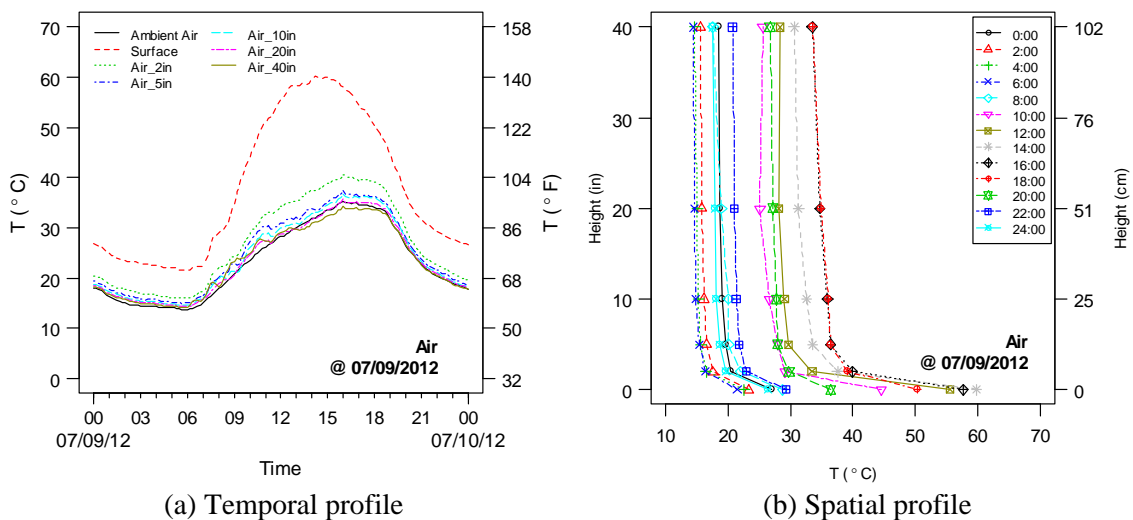 70
60
50
40
30
20
10
0
T ( ° C)
158
140
122
104
86
68
50
32
T ( ° F)
Ambient Air
Surface
Air_2in
Air_5in
Air_10in
Air_20in
Air_40in
Air
@ 07/09/2012
00 03 06 09 12 15 18 21 00
07/09/12 07/10/12
Time
(a) Temporal profile
40
30
20
10
0
Height (in)
102
76
51
25
0
Height (cm)
0:00
2:00
4:00
6:00
8:00
10:00
12:00
14:00
16:00
18:00
20:00
22:00
24:00
Air
@ 07/09/2012
10 20 30 40 50 60 70
T ( ° C)
(b) Spatial profile